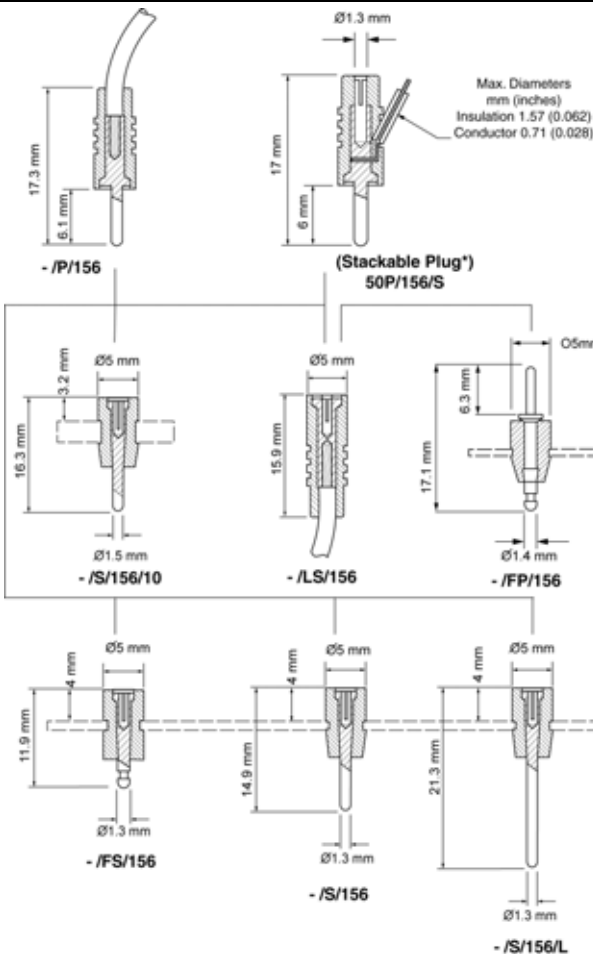 Ø1.3 mm
Max. Diameters
mm (inches)
Insulation 1.57 (0.062)
Conductor 0.71 (0.028)
17.3 mm
6.1 mm
17 mm
6 mm
- /P/156
(Stackable Plug*)
50P/156/S
Ø5 mm
3.2 mm
16.3 mm
Ø1.5 mm
- /S/156/10
Ø5 mm
15.9 mm
- /LS/156
O5mm
6.3 mm
17.1 mm
Ø1.4 mm
- /FP/156
Ø5 mm
4 mm
11.9 mm
Ø1.3 mm
- /FS/156
Ø5 mm
4 mm
14.9 mm
Ø1.3 mm
- /S/156
Ø5 mm
4 mm
21.3 mm
Ø1.3 mm
- /S/156/L